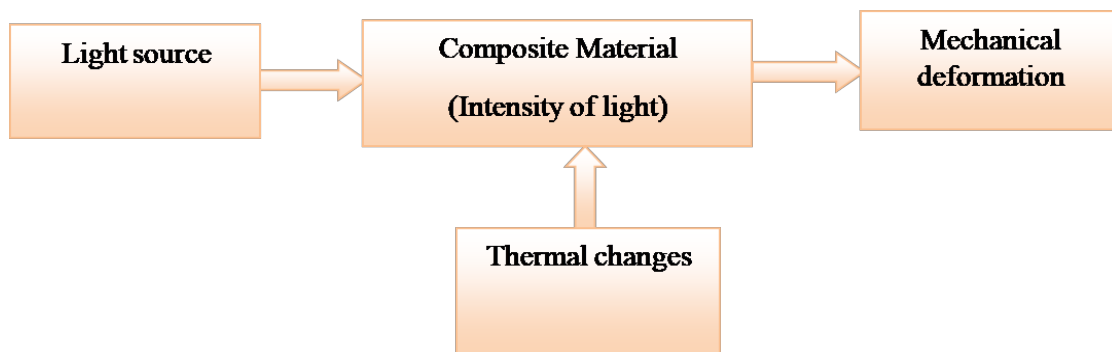 Light source
Composite Material
(Intensity of light)
Mechanical
deformation
Thermal changes